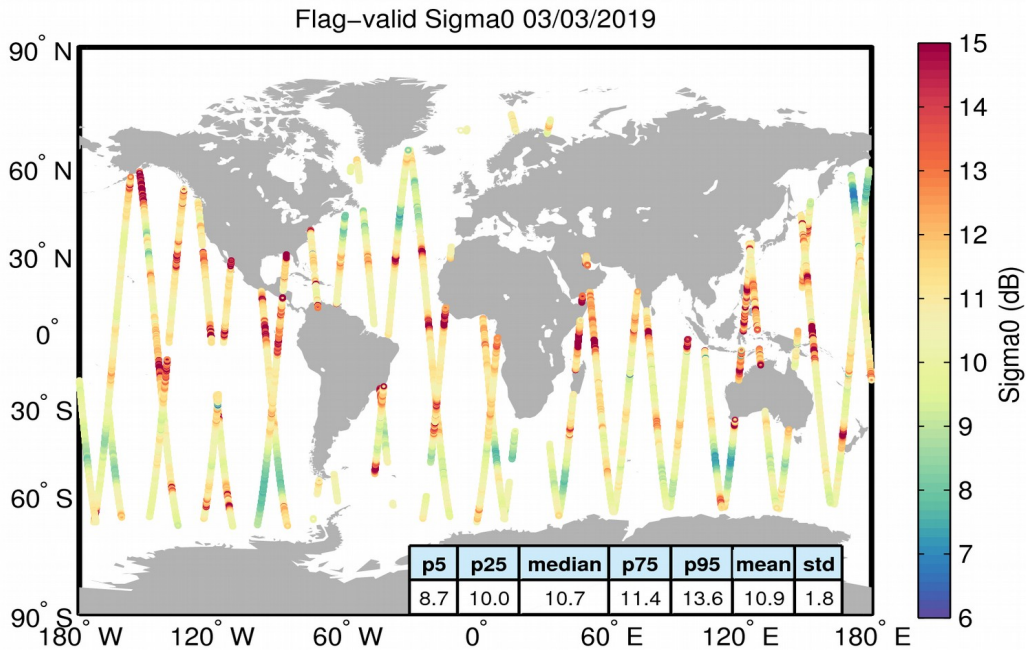 Flag-valid Sigma0 03/03/2019
90° N
60° N
30° N
0°
30° S
60° S
90° S
180° W
120° W
60° W
0°
60° E
120° E
180° E
p5 p25 median p75 p95 mean std
8.7 10.0 10.7 11.4 13.6 10.9 1.8
15
14
13
12
11
10
9
8
7
6
Sigma0 (dB)